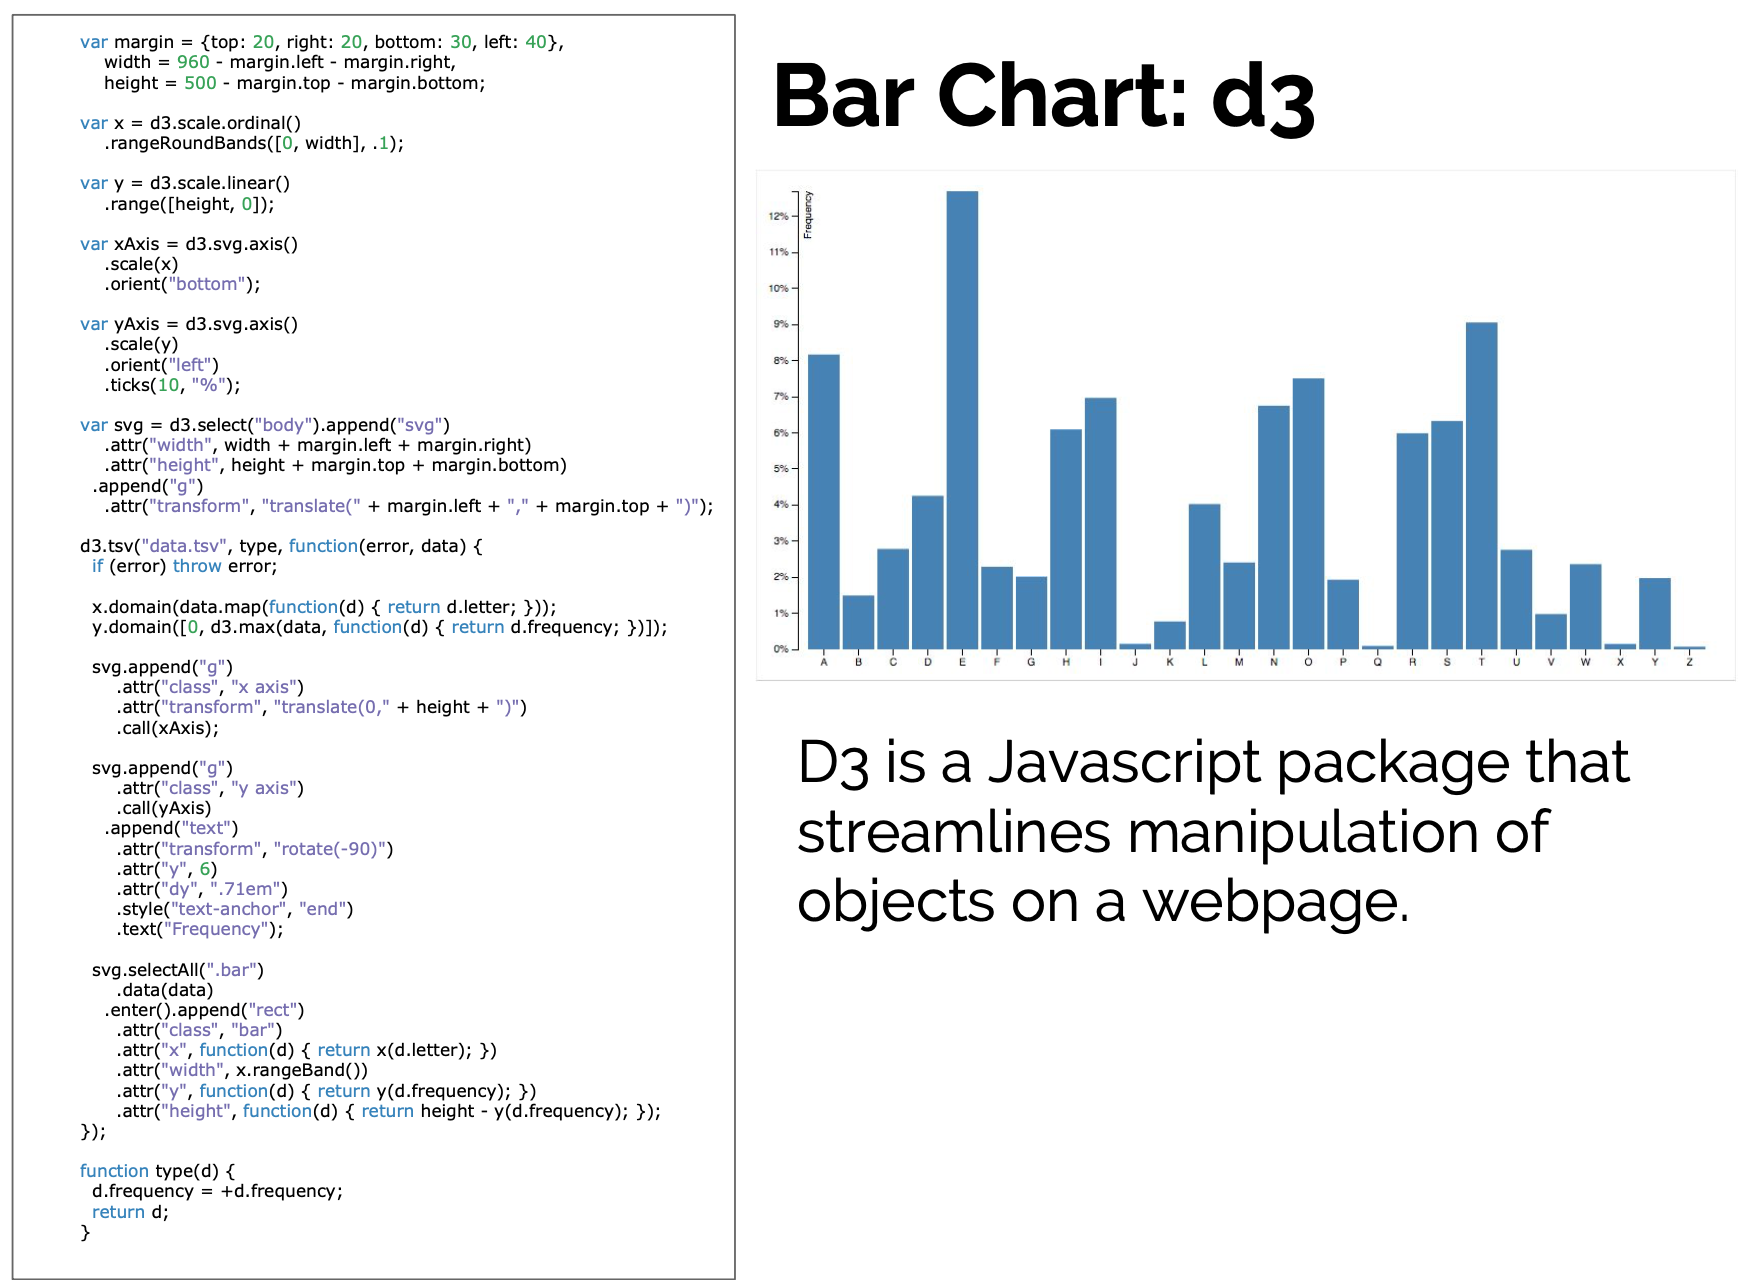 var margin = {top: 20, right: 20, bottom: 30, left: 40},
    width = 960 - margin.left - margin.right,
    height = 500 - margin.top - margin.bottom;

var x = d3.scale.ordinal()
    .rangeRoundBands([0, width], .1);

var y = d3.scale.linear()
    .range([height, 0]);

var xAxis = d3.svg.axis()
    .scale(x)
    .orient("bottom");

var yAxis = d3.svg.axis()
    .scale(y)
    .orient("left")
    .ticks(10, "%");

var svg = d3.select("body").append("svg")
    .attr("width", width + margin.left + margin.right)
    .attr("height", height + margin.top + margin.bottom)
  .append("g")
    .attr("transform", "translate(" + margin.left + "," + margin.top + ")");

d3.tsv("data.tsv", type, function(error, data) {
  if (error) throw error;

  x.domain(data.map(function(d) { return d.letter; }));
  y.domain([0, d3.max(data, function(d) { return d.frequency; })]);

  svg.append("g")
      .attr("class", "x axis")
      .attr("transform", "translate(0," + height + ")")
      .call(xAxis);

  svg.append("g")
      .attr("class", "y axis")
      .call(yAxis)
    .append("text")
      .attr("transform", "rotate(-90)")
      .attr("y", 6)
      .attr("dy", ".71em")
      .style("text-anchor", "end")
      .text("Frequency");

  svg.selectAll(".bar")
      .data(data)
    .enter().append("rect")
      .attr("class", "bar")
      .attr("x", function(d) { return x(d.letter); })
      .attr("width", x.rangeBand())
      .attr("y", function(d) { return y(d.frequency); })
      .attr("height", function(d) { return height - y(d.frequency); });
});

function type(d) {
  d.frequency = +d.frequency;
  return d;
}
Bar Chart: d3
Frequency
12%
11%
10%
9%
8%
7%
6%
5%
4%
3%
2%
1%
0%
A B C D E F G H I J K L M N O P Q R S T U V W X Y Z
D3 is a Javascript package that
streamlines manipulation of
objects on a webpage.